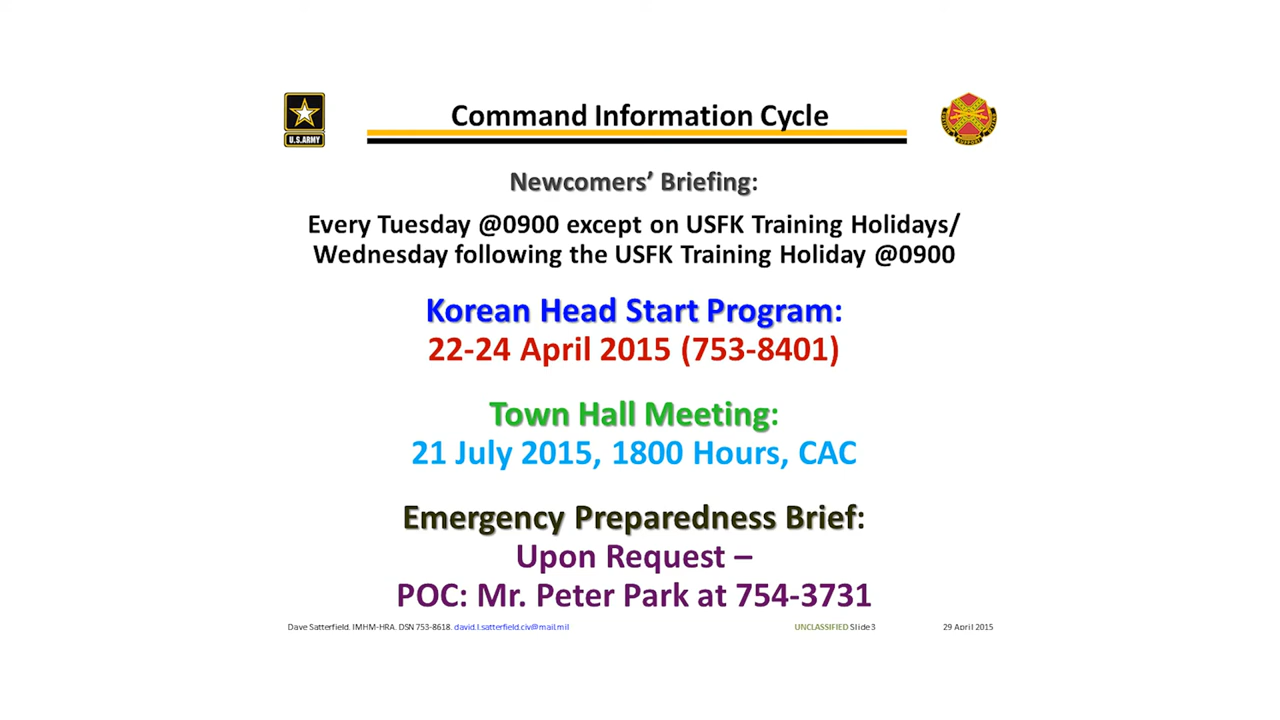 Command Information Cycle
U.S.ARMY
SUPPORT
Newcomers’ Briefing:
Every Tuesday @0900 except on USFK Training Holidays/
Wednesday following the USFK Training Holiday @0900
Korean Head Start Program:
22-24 April 2015 (753-8401)
Town Hall Meeting:
21 July 2015, 1800 Hours, CAC
Emergency Preparedness Brief:
Upon Request –
POC: Mr. Peter Park at 754-3731
Dave Satterfield. IMHM-HRA. DSN 753-8618. david.l.satterfield.civ@mail.mil UNCLASSIFIED Slide 3 29 April 2015